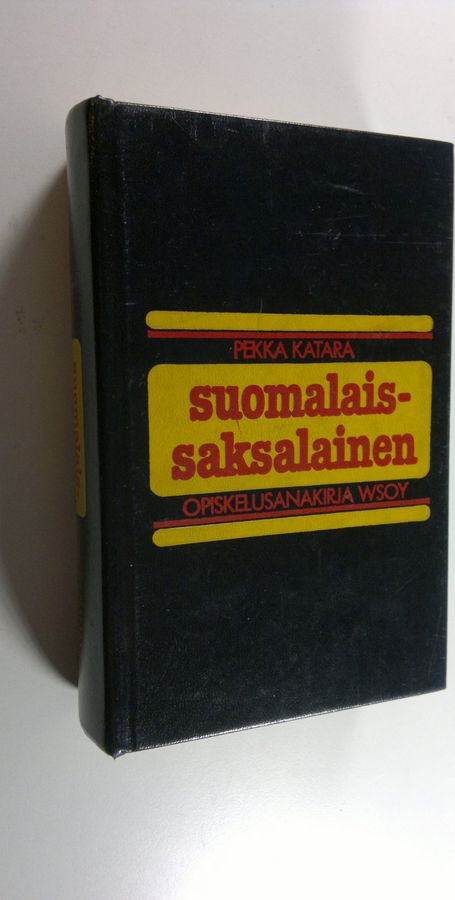 PEKKA KATARA
suomalais-
saksalainen
OPISKELUSANAKIRJA WSOY